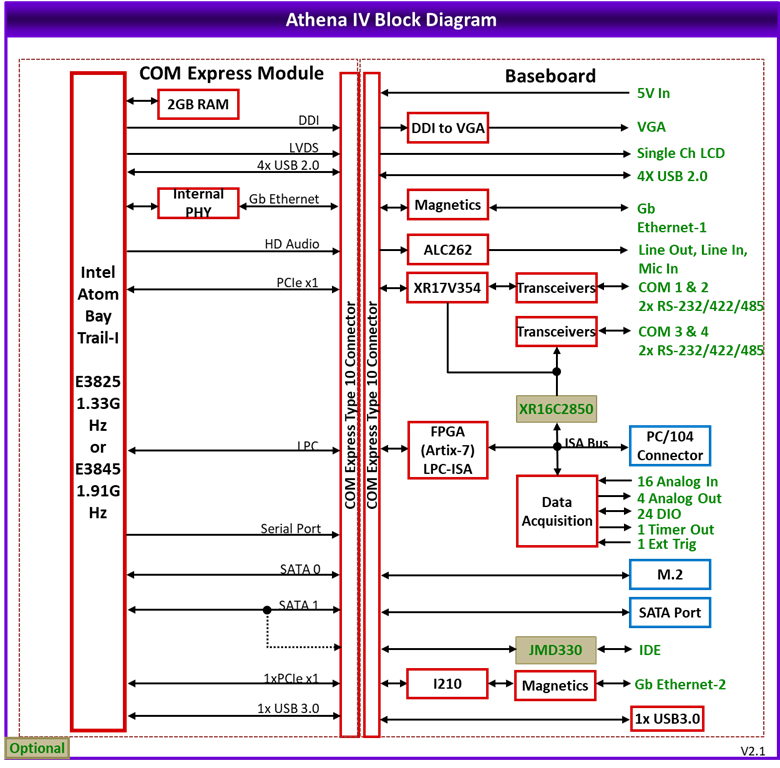 Athena IV Block Diagram
COM Express Module
Baseboard
2GB RAM
DDI
LVDS
4x USB 2.0
Internal
PHY
Gb Ethernet
HD Audio
PCIe x1
Intel
Atom
Bay
Trail-I
E3825
1.33G
Hz
or
E3845
1.91G
Hz
LPC
Serial Port
SATA 0
SATA 1
1xPCIe x1
1x USB 3.0
COM Express Type 10 Connector
COM Express Type 10 Connector
5V In
DDI to VGA
VGA
Single Ch LCD
4X USB 2.0
Magnetics
Gb
Ethernet-1
ALC262
Line Out, Line In,
Mic In
XR17V354
Transceivers
COM 1 & 2
2x RS-232/422/485
Transceivers
COM 3 & 4
2x RS-232/422/485
XR16C2850
FPGA
(Artix-7)
LPC-ISA
ISA Bus
PC/104
Connector
Data
Acquisition
16 Analog In
4 Analog Out
24 DIO
1 Timer Out
1 Ext Trig
M.2
SATA Port
JMD330
IDE
I210
Magnetics
Gb Ethernet-2
1x USB3.0
Optional
V2.1